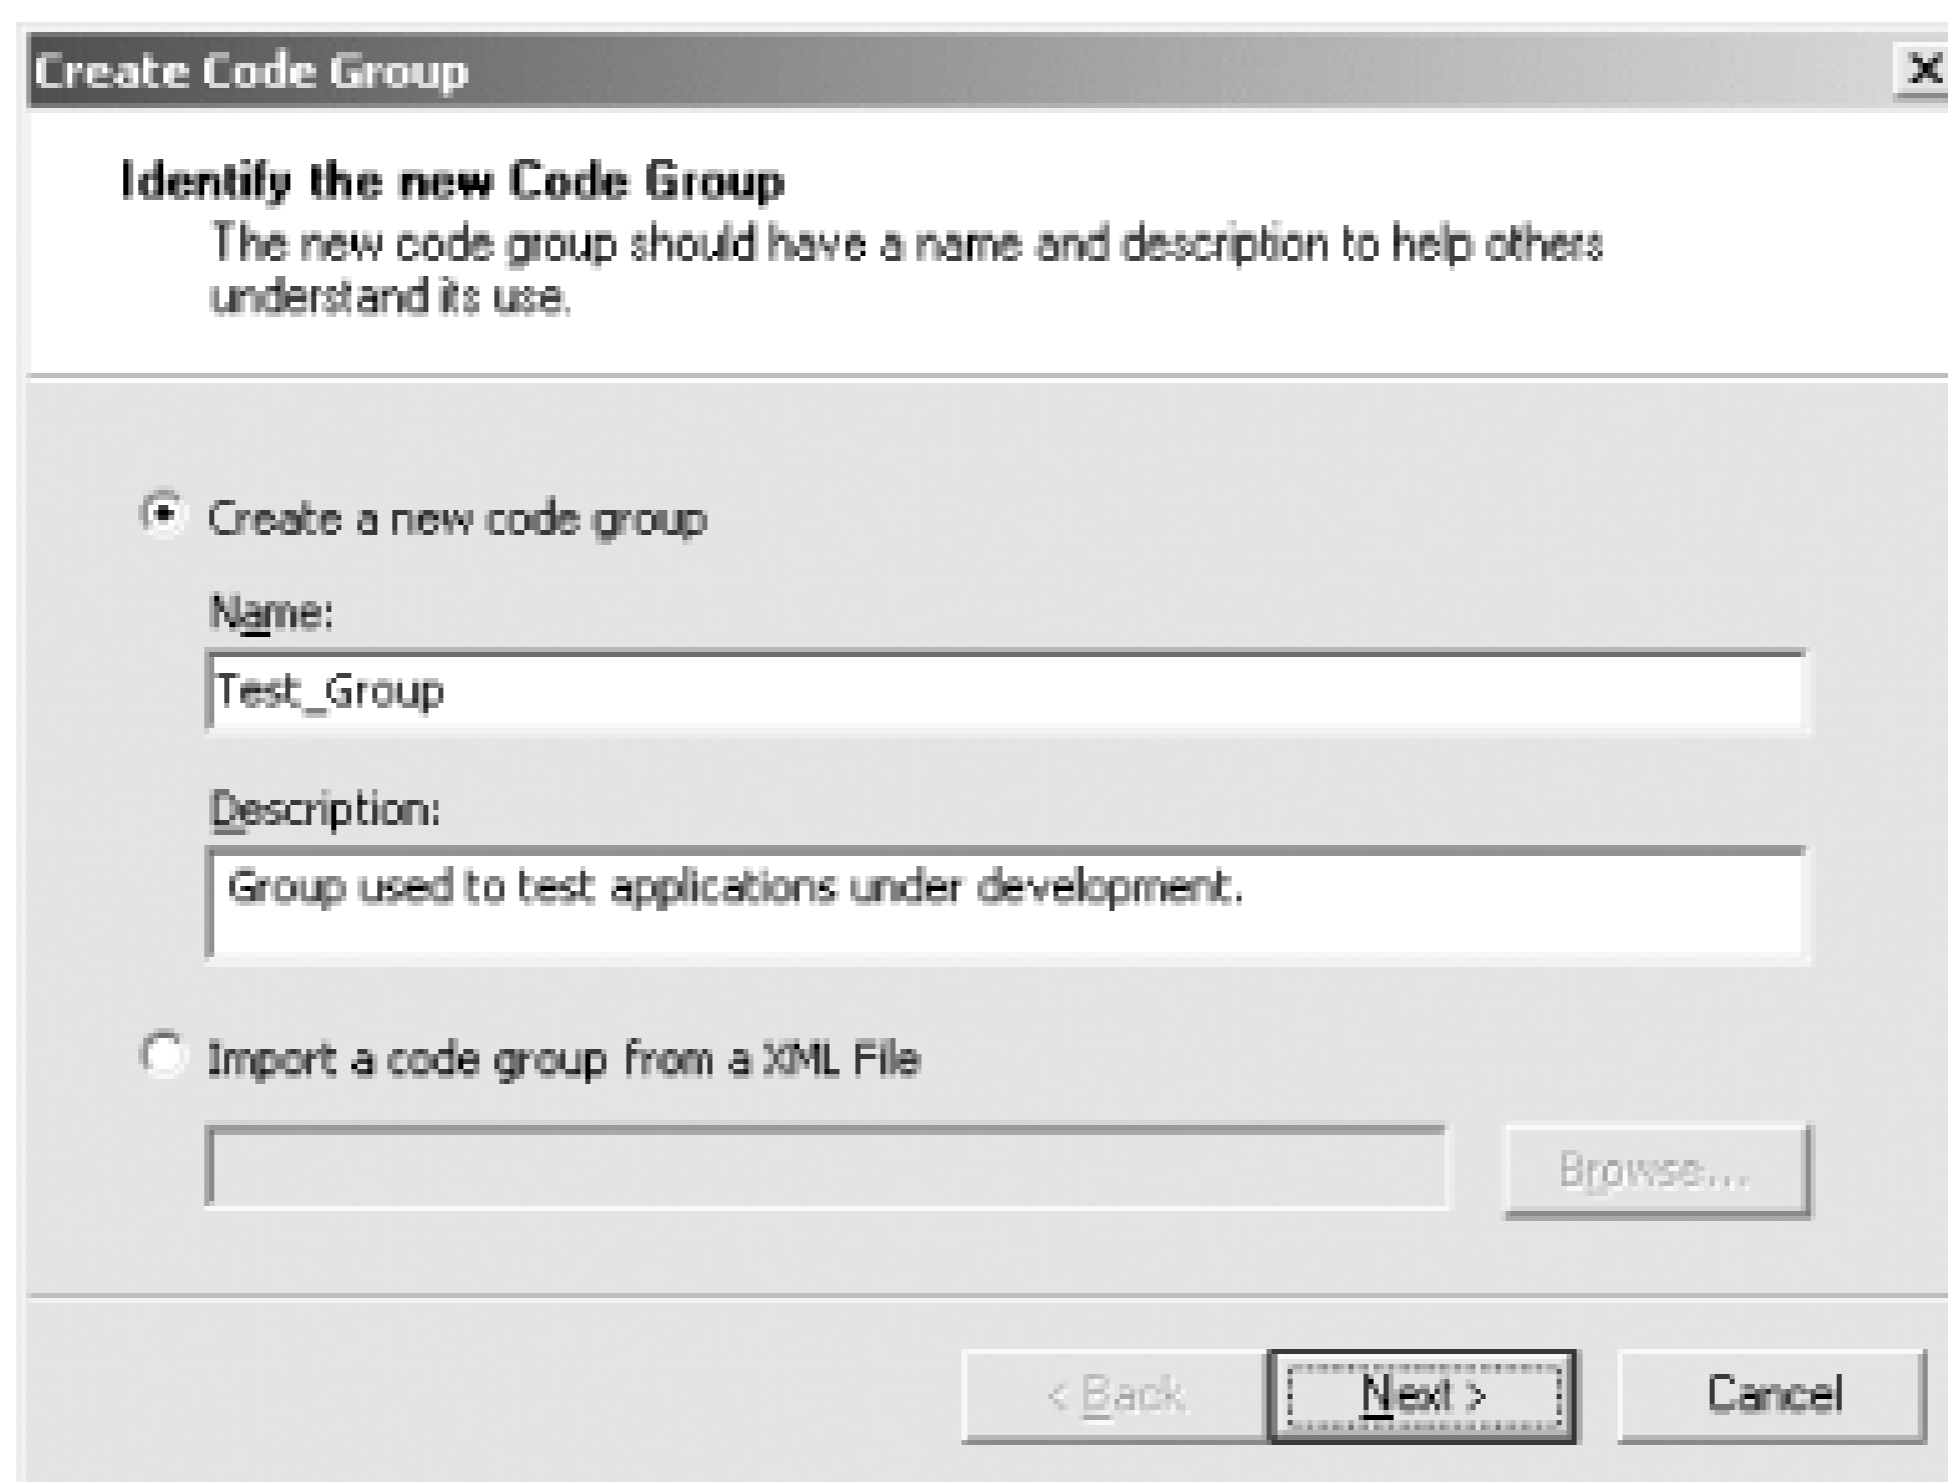 Create Code Group
Identify the new Code Group
The new code group should have a name and description to help others
understand its use.
Create a new code group
Name:
Test_Group
Description:
Group used to test applications under development.
Import a code group from a XML File
Browse...
< Back
Next >
Cancel